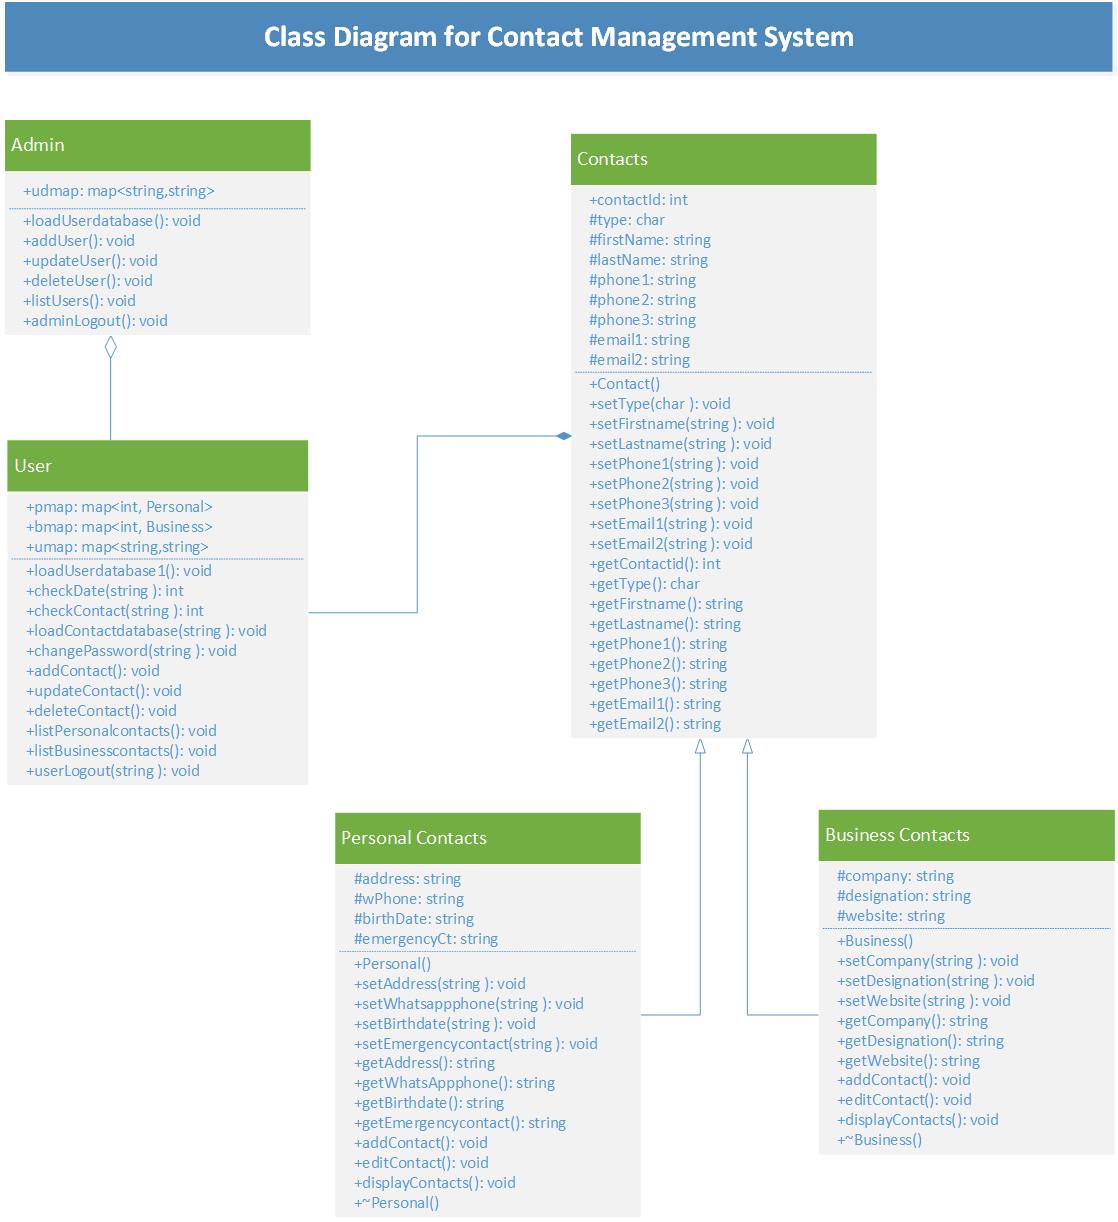 Class Diagram for Contact Management System
Admin
+udmap: map<string,string>
+loadUserdatabase(): void
+addUser(): void
+updateUser(): void
+deleteUser(): void
+listUsers(): void
+adminLogout(): void
User
+pmap: map<int, Personal>
+bmap: map<int, Business>
+umap: map<string,string>
+loadUserdatabase1(): void
+checkDate(string ): int
+checkContact(string ): int
+loadContactdatabase(string ): void
+changePassword(string ): void
+addContact(): void
+updateContact(): void
+deleteContact(): void
+listPersonalcontacts(): void
+listBusinesscontacts(): void
+userLogout(string ): void
Contacts
+contactId: int
#type: char
#firstName: string
#lastName: string
#phone1: string
#phone2: string
#phone3: string
#email1: string
#email2: string
+Contact()
+setType(char ): void
+setFirstname(string ): void
+setLastname(string ): void
+setPhone1(string ): void
+setPhone2(string ): void
+setPhone3(string ): void
+setEmail1(string ): void
+setEmail2(string ): void
+getContactid(): int
+getType(): char
+getFirstname(): string
+getLastname(): string
+getPhone1(): string
+getPhone2(): string
+getPhone3(): string
+getEmail1(): string
+getEmail2(): string
Personal Contacts
#address: string
#wPhone: string
#birthDate: string
#emergencyCt: string
+Personal()
+setAddress(string ): void
+setWhatsappphone(string ): void
+setBirthdate(string ): void
+setEmergencycontact(string ): void
+getAddress(): string
+getWhatsAppphone(): string
+getBirthdate(): string
+getEmergencycontact(): string
+addContact(): void
+editContact(): void
+displayContacts(): void
+~Personal()
Business Contacts
#company: string
#designation: string
#website: string
+Business()
+setCompany(string ): void
+setDesignation(string ): void
+setWebsite(string ): void
+getCompany(): string
+getDesignation(): string
+getWebsite(): string
+addContact(): void
+editContact(): void
+displayContacts(): void
+~Business()